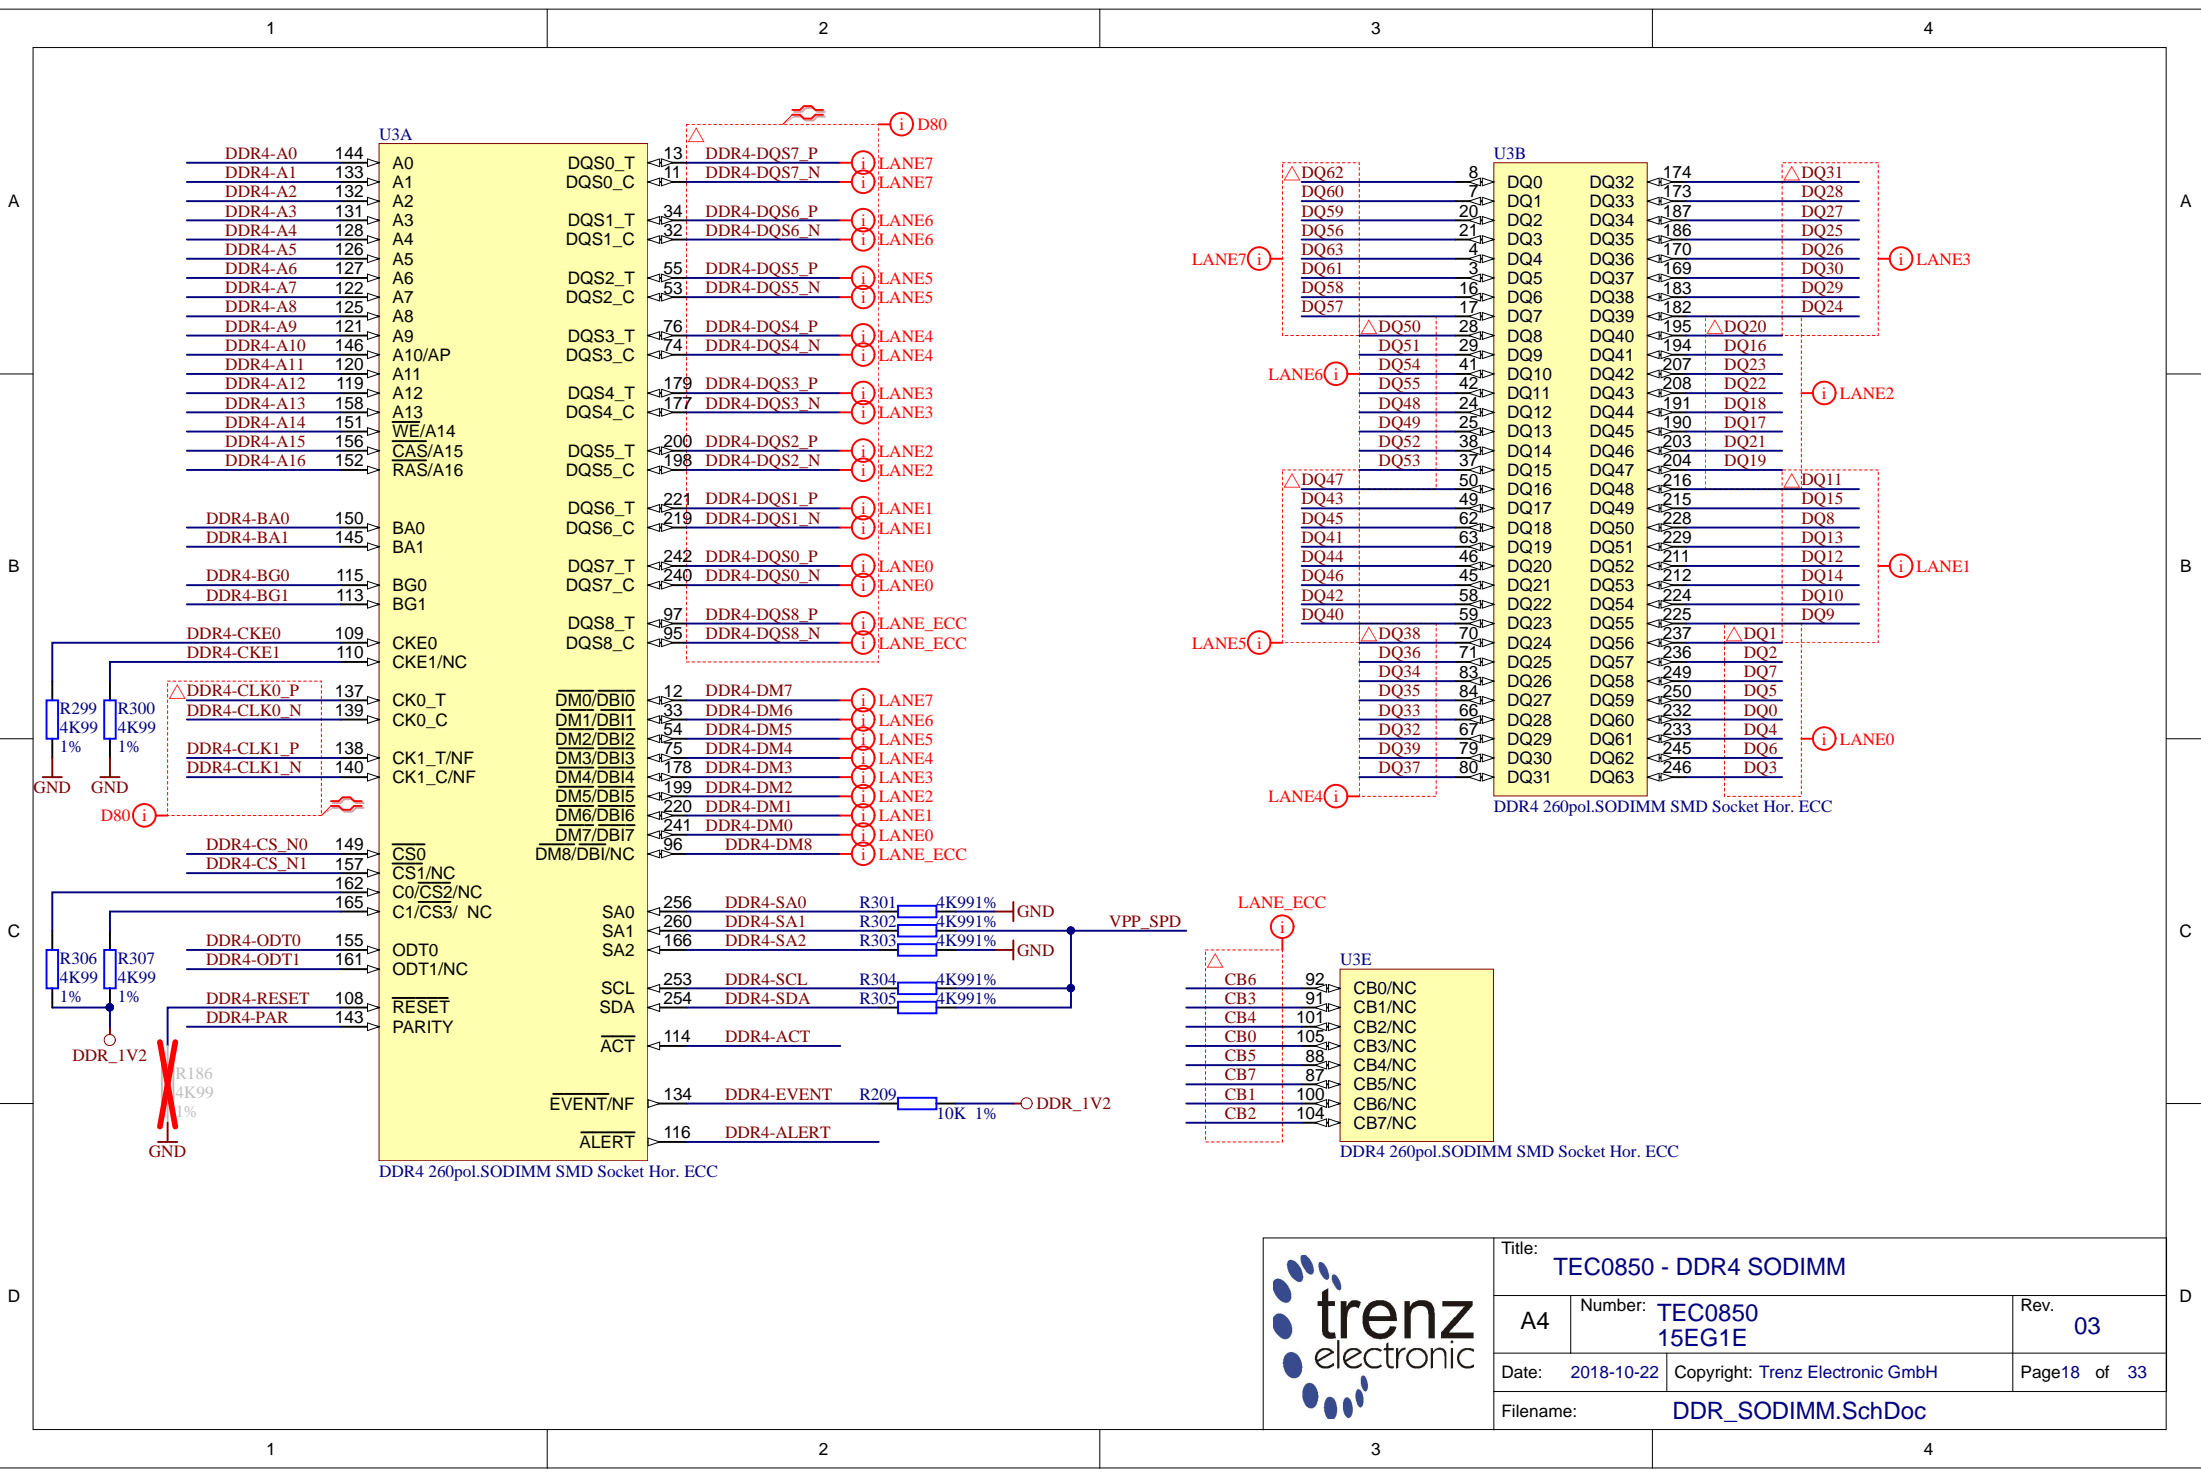 1 2 3 4
A A
B B
C C
D D
U3A
DDR4-A0 144 A0
DDR4-A1 133 A1
DDR4-A2 132 A2
DDR4-A3 131 A3
DDR4-A4 128 A4
DDR4-A5 126 A5
DDR4-A6 127 A6
DDR4-A7 122 A7
DDR4-A8 125 A8
DDR4-A9 121 A9
DDR4-A10 146 A10/AP
DDR4-A11 120 A11
DDR4-A12 119 A12
DDR4-A13 158 A13
DDR4-A14 151 WE/A14
DDR4-A15 156 CAS/A15
DDR4-A16 152 RAS/A16
DDR4-BA0 150 BA0
DDR4-BA1 145 BA1
DDR4-BG0 115 BG0
DDR4-BG1 113 BG1
DDR4-CKE0 109 CKE0
DDR4-CKE1 110 CKE1/NC
DDR4-CLK0_P 137 CK0_T
DDR4-CLK0_N 139 CK0_C
DDR4-CLK1_P 138 CK1_T/NF
DDR4-CLK1_N 140 CK1_C/NF
R299 4K99 1% GND
R300 4K99 1% GND
D80 i
DDR4-CS_N0 149 CS0
DDR4-CS_N1 157 CS1/NC
162 C0/CS2/NC
165 C1/CS3/ NC
DDR4-ODT0 155 ODT0
DDR4-ODT1 161 ODT1/NC
DDR4-RESET 108 RESET
DDR4-PAR 143 PARITY
R306 4K99 1%
R307 4K99 1%
DDR_1V2
R186 4K99 1%
GND
i D80
DQS0_T 13 DDR4-DQS7_P i LANE7
DQS0_C 11 DDR4-DQS7_N i LANE7
DQS1_T 34 DDR4-DQS6_P i LANE6
DQS1_C 32 DDR4-DQS6_N i LANE6
DQS2_T 55 DDR4-DQS5_P i LANE5
DQS2_C 53 DDR4-DQS5_N i LANE5
DQS3_T 76 DDR4-DQS4_P i LANE4
DQS3_C 74 DDR4-DQS4_N i LANE4
DQS4_T 179 DDR4-DQS3_P i LANE3
DQS4_C 177 DDR4-DQS3_N i LANE3
DQS5_T 200 DDR4-DQS2_P i LANE2
DQS5_C 198 DDR4-DQS2_N i LANE2
DQS6_T 221 DDR4-DQS1_P i LANE1
DQS6_C 219 DDR4-DQS1_N i LANE1
DQS7_T 242 DDR4-DQS0_P i LANE0
DQS7_C 240 DDR4-DQS0_N i LANE0
DQS8_T 97 DDR4-DQS8_P i LANE_ECC
DQS8_C 95 DDR4-DQS8_N i LANE_ECC
DM0/DBI0 12 DDR4-DM7 i LANE7
DM1/DBI1 33 DDR4-DM6 i LANE6
DM2/DBI2 54 DDR4-DM5 i LANE5
DM3/DBI3 75 DDR4-DM4 i LANE4
DM4/DBI4 178 DDR4-DM3 i LANE3
DM5/DBI5 199 DDR4-DM2 i LANE2
DM6/DBI6 220 DDR4-DM1 i LANE1
DM7/DBI7 241 DDR4-DM0 i LANE0
DM8/DBI/NC 96 DDR4-DM8 i LANE_ECC
SA0 256 DDR4-SA0 R301 4K991% GND
SA1 260 DDR4-SA1 R302 4K991% VPP_SPD
SA2 166 DDR4-SA2 R303 4K991% GND
SCL 253 DDR4-SCL R304 4K991%
SDA 254 DDR4-SDA R305 4K991%
ACT 114 DDR4-ACT
EVENT/NF 134 DDR4-EVENT R209 10K 1% DDR_1V2
ALERT 116 DDR4-ALERT
DDR4 260pol.SODIMM SMD Socket Hor. ECC
U3B
DQ62 8 DQ0 DQ32 174 DQ31
DQ60 7 DQ1 DQ33 173 DQ28
DQ59 20 DQ2 DQ34 187 DQ27
DQ56 21 DQ3 DQ35 186 DQ25
LANE7 i DQ63 4 DQ4 DQ36 170 DQ26 i LANE3
DQ61 3 DQ5 DQ37 169 DQ30
DQ58 16 DQ6 DQ38 183 DQ29
DQ57 17 DQ7 DQ39 182 DQ24
DQ50 28 DQ8 DQ40 195 DQ20
DQ51 29 DQ9 DQ41 194 DQ16
LANE6 i DQ54 41 DQ10 DQ42 207 DQ23
DQ55 42 DQ11 DQ43 208 DQ22 i LANE2
DQ48 24 DQ12 DQ44 191 DQ18
DQ49 25 DQ13 DQ45 190 DQ17
DQ52 38 DQ14 DQ46 203 DQ21
DQ53 37 DQ15 DQ47 204 DQ19
DQ47 50 DQ16 DQ48 216 DQ11
DQ43 49 DQ17 DQ49 215 DQ15
DQ45 62 DQ18 DQ50 228 DQ8
DQ41 63 DQ19 DQ51 229 DQ13
DQ44 46 DQ20 DQ52 211 DQ12 i LANE1
DQ46 45 DQ21 DQ53 212 DQ14
DQ42 58 DQ22 DQ54 224 DQ10
DQ40 59 DQ23 DQ55 225 DQ9
LANE5 i DQ38 70 DQ24 DQ56 237 DQ1
DQ36 71 DQ25 DQ57 236 DQ2
DQ34 83 DQ26 DQ58 249 DQ7
DQ35 84 DQ27 DQ59 250 DQ5
DQ33 66 DQ28 DQ60 232 DQ0
DQ32 67 DQ29 DQ61 233 DQ4 i LANE0
DQ39 79 DQ30 DQ62 245 DQ6
DQ37 80 DQ31 DQ63 246 DQ3
LANE4 i
DDR4 260pol.SODIMM SMD Socket Hor. ECC
LANE_ECC
i
U3E
CB6 92 CB0/NC
CB3 91 CB1/NC
CB4 101 CB2/NC
CB0 105 CB3/NC
CB5 88 CB4/NC
CB7 87 CB5/NC
CB1 100 CB6/NC
CB2 104 CB7/NC
DDR4 260pol.SODIMM SMD Socket Hor. ECC
trenz
electronic
Title: TEC0850 - DDR4 SODIMM
A4 Number: TEC0850 Rev. 03
15EG1E
Date: 2018-10-22 Copyright: Trenz Electronic GmbH Page18 of 33
Filename: DDR_SODIMM.SchDoc
1 2 3 4